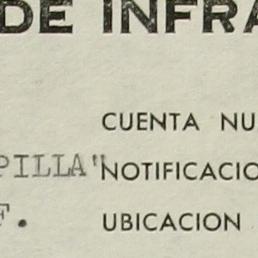 DE INFRA
CUENTA NU
PILLA" NOTIFICACIO
F. UBICACION